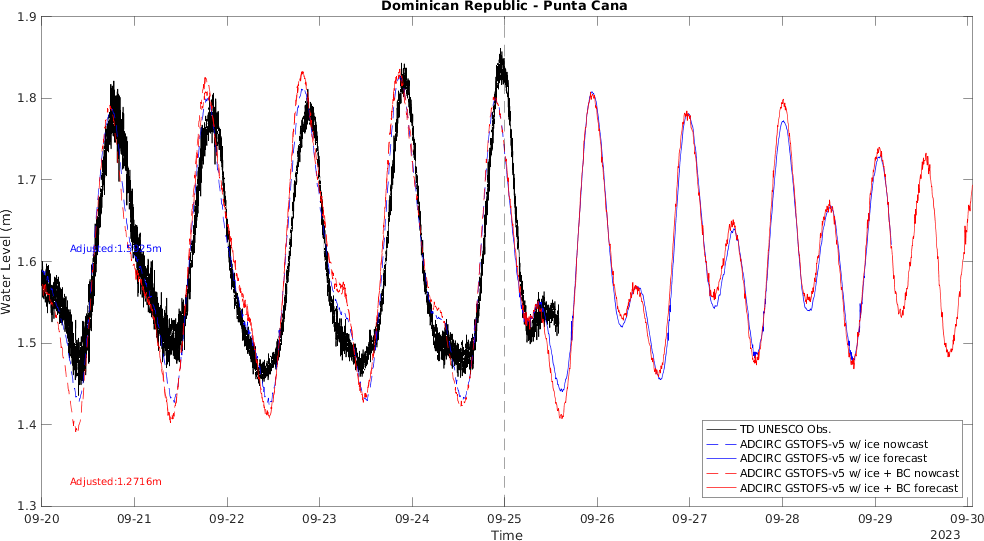 Dominican Republic - Punta Cana
1.9
1.8
1.7
1.6
1.5
1.4
1.3
Water Level (m)
Adjusted:1.2716m
TD UNESCO Obs.
ADCIRC GSTOFS-v5 w/ ice nowcast
ADCIRC GSTOFS-v5 w/ ice forecast
ADCIRC GSTOFS-v5 w/ ice + BC nowcast
ADCIRC GSTOFS-v5 w/ ice + BC forecast
09-20 09-21 09-22 09-23 09-24 09-25 09-26 09-27 09-28 09-29 09-30
Time
2023